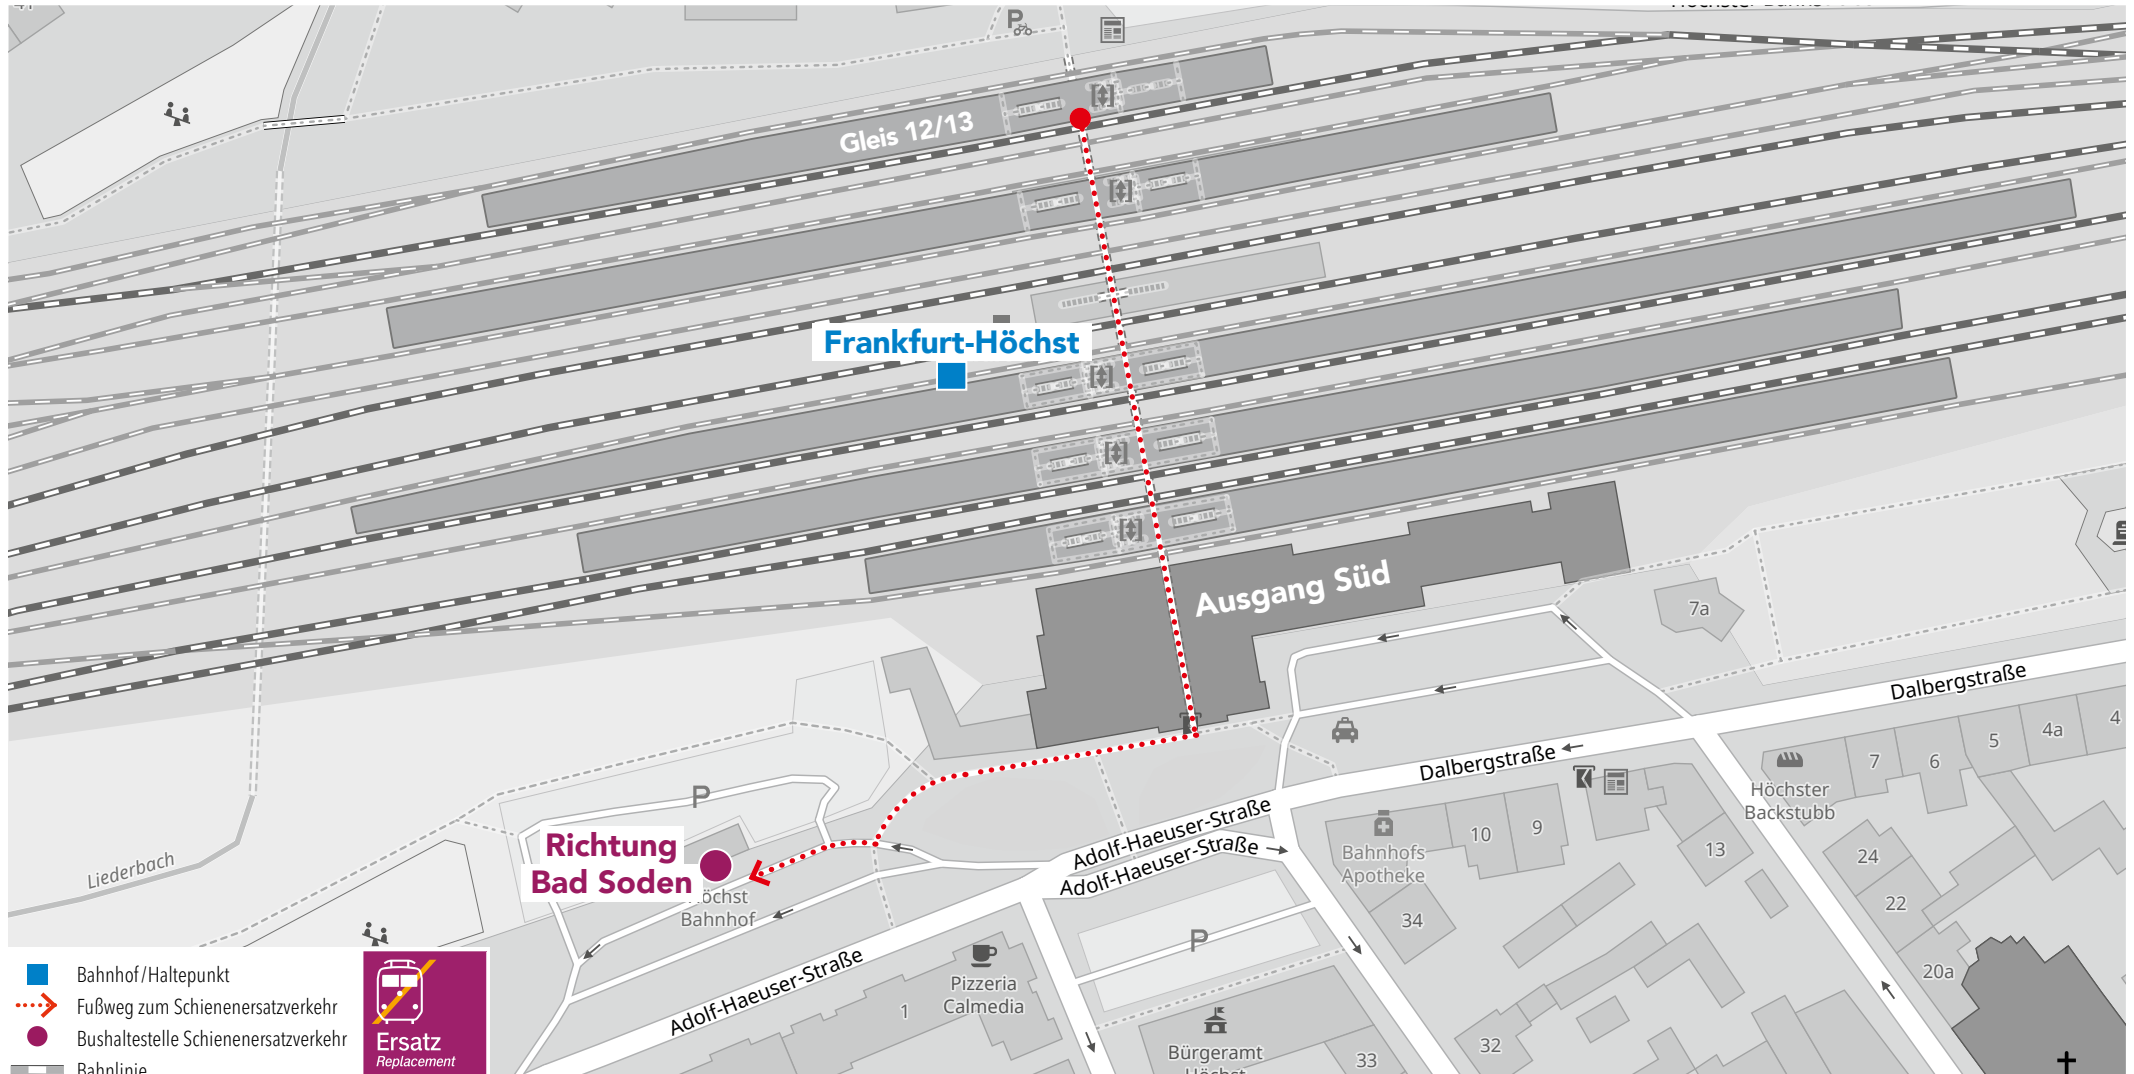 P
Gleis 12/13
Frankfurt-Höchst
Ausgang Süd
7a
Dalbergstraße
Dalbergstraße
4
4a
5
6
7
Höchster
Backstubb
P
Adolf-Haeuser-Straße
Adolf-Haeuser-Straße
Richtung
Bad Soden
Höchst
Bahnhof
Liederbach
Bahnhofs
Apotheke
10
9
13
34
24
22
20a
P
Pizzeria
Calmedia
1
Adolf-Haeuser-Straße
Bürgeramt
Höchst
33
32
Bahnhof/Haltepunkt
Fußweg zum Schienenersatzverkehr
Bushaltestelle Schienenersatzverkehr
Bahnlinie
Ersatz
Replacement